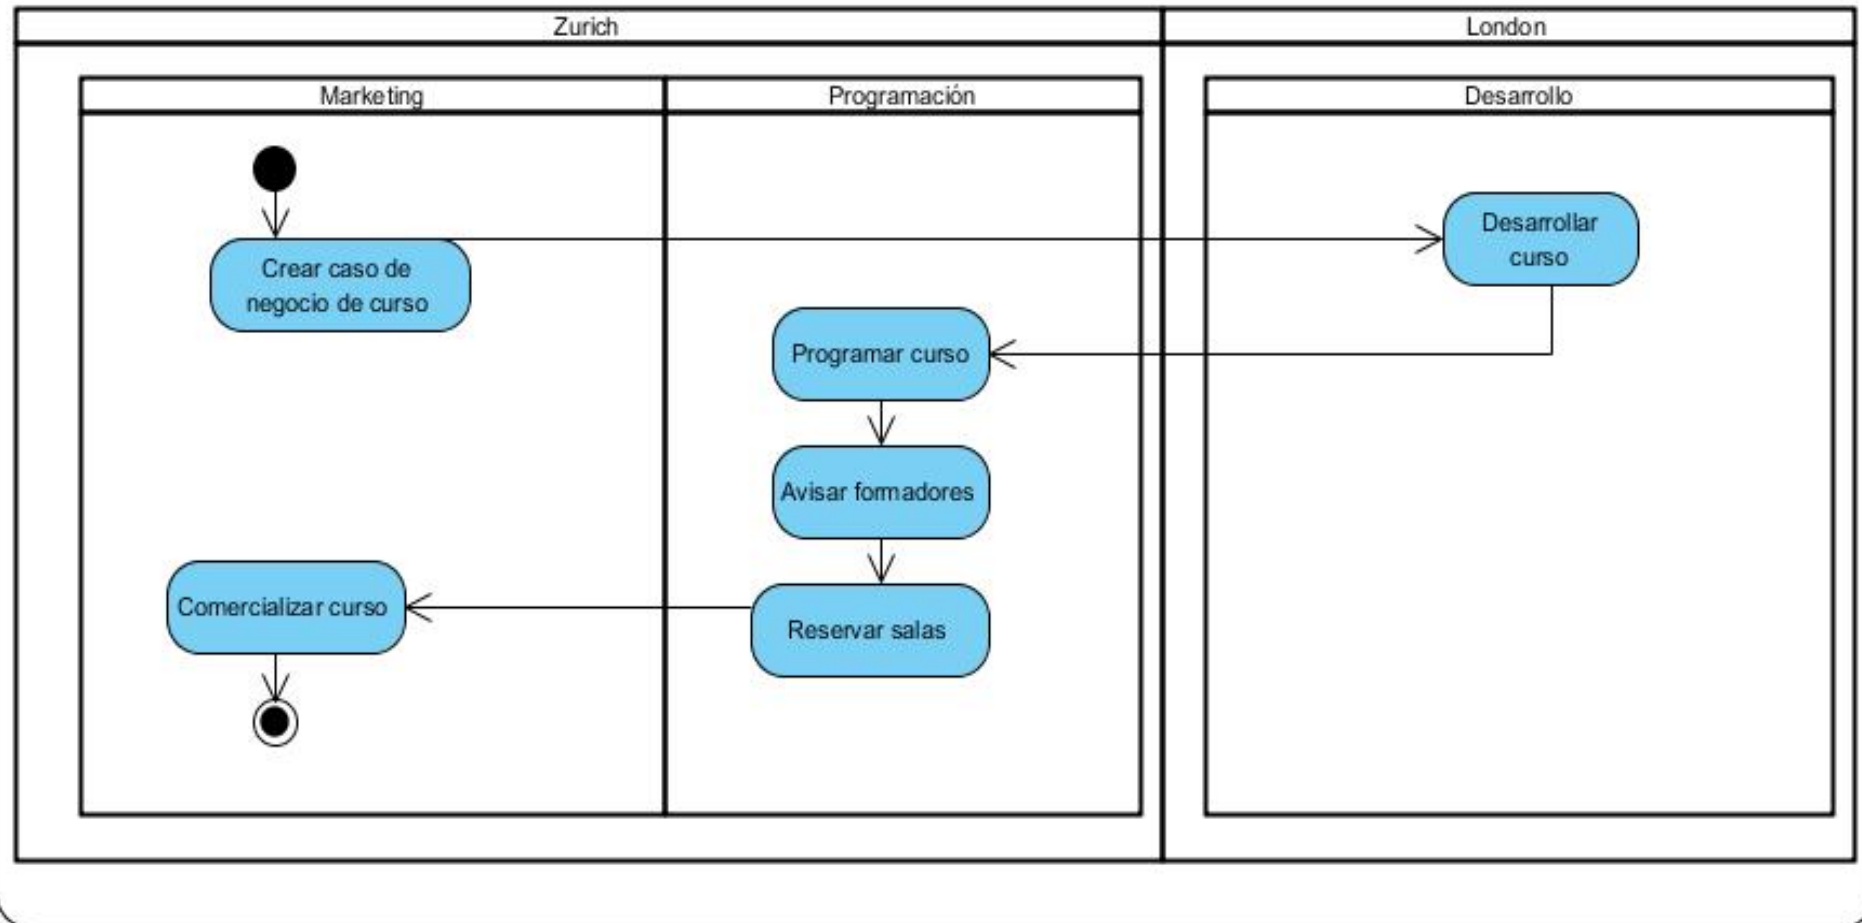 Zurich
London
Marketing
Programación
Desarrollo
Crear caso de
negocio de curso
Desarrollar
curso
Programar curso
Avisar formadores
Comercializar curso
Reservar salas